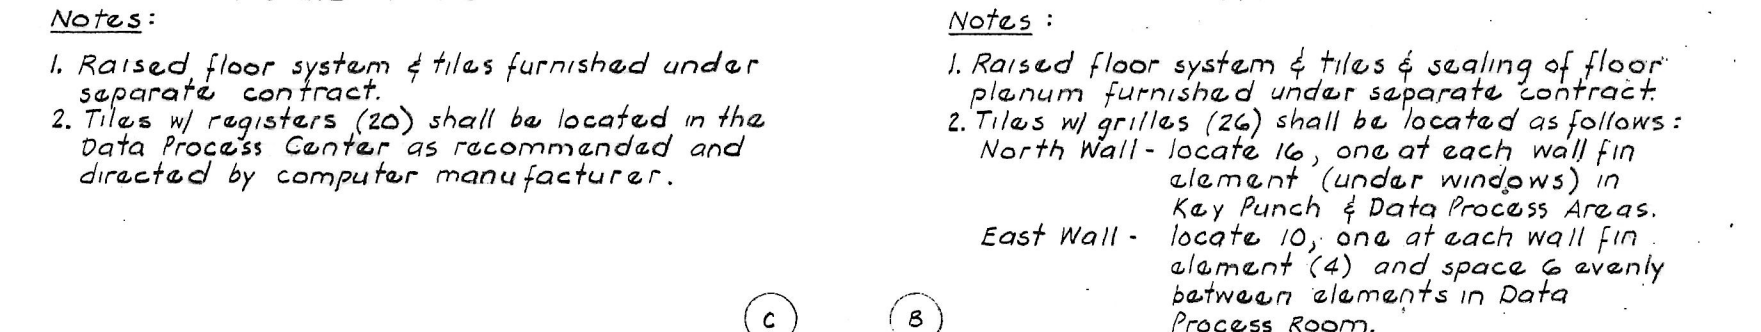 Notes:
1. Raised floor system & tiles furnished under
separate contract.
2. Tiles w/ registers (20) shall be located in the
Data Process Center as recommended and
directed by computer manufacturer.
C
Notes:
1. Raised floor system & tiles & sealing of floor
plenum furnished under separate contract.
2. Tiles w/ grilles (26) shall be located as follows:
North Wall - locate 16, one at each wall fin
element (under windows) in
Key Punch & Data Process Areas.
East Wall - locate 10, one at each wall fin
element (4) and space 6 evenly
between elements in Data
Process Room.
B